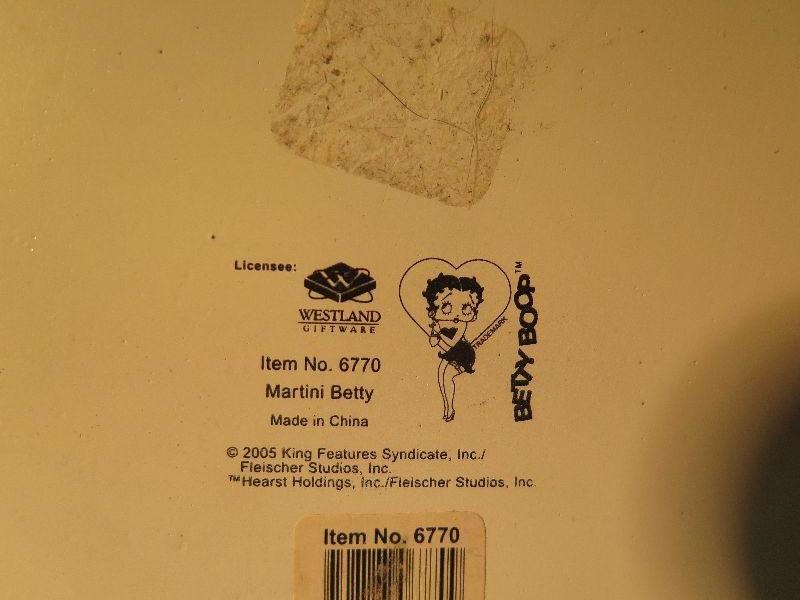 Licensee:
WESTLAND
GIFTWARE
TRADEMARK
BETTY BOOP™
Item No. 6770
Martini Betty
Made in China
© 2005 King Features Syndicate, Inc./
Fleischer Studios, Inc.
™Hearst Holdings, Inc./Fleischer Studios, Inc.
Item No. 6770